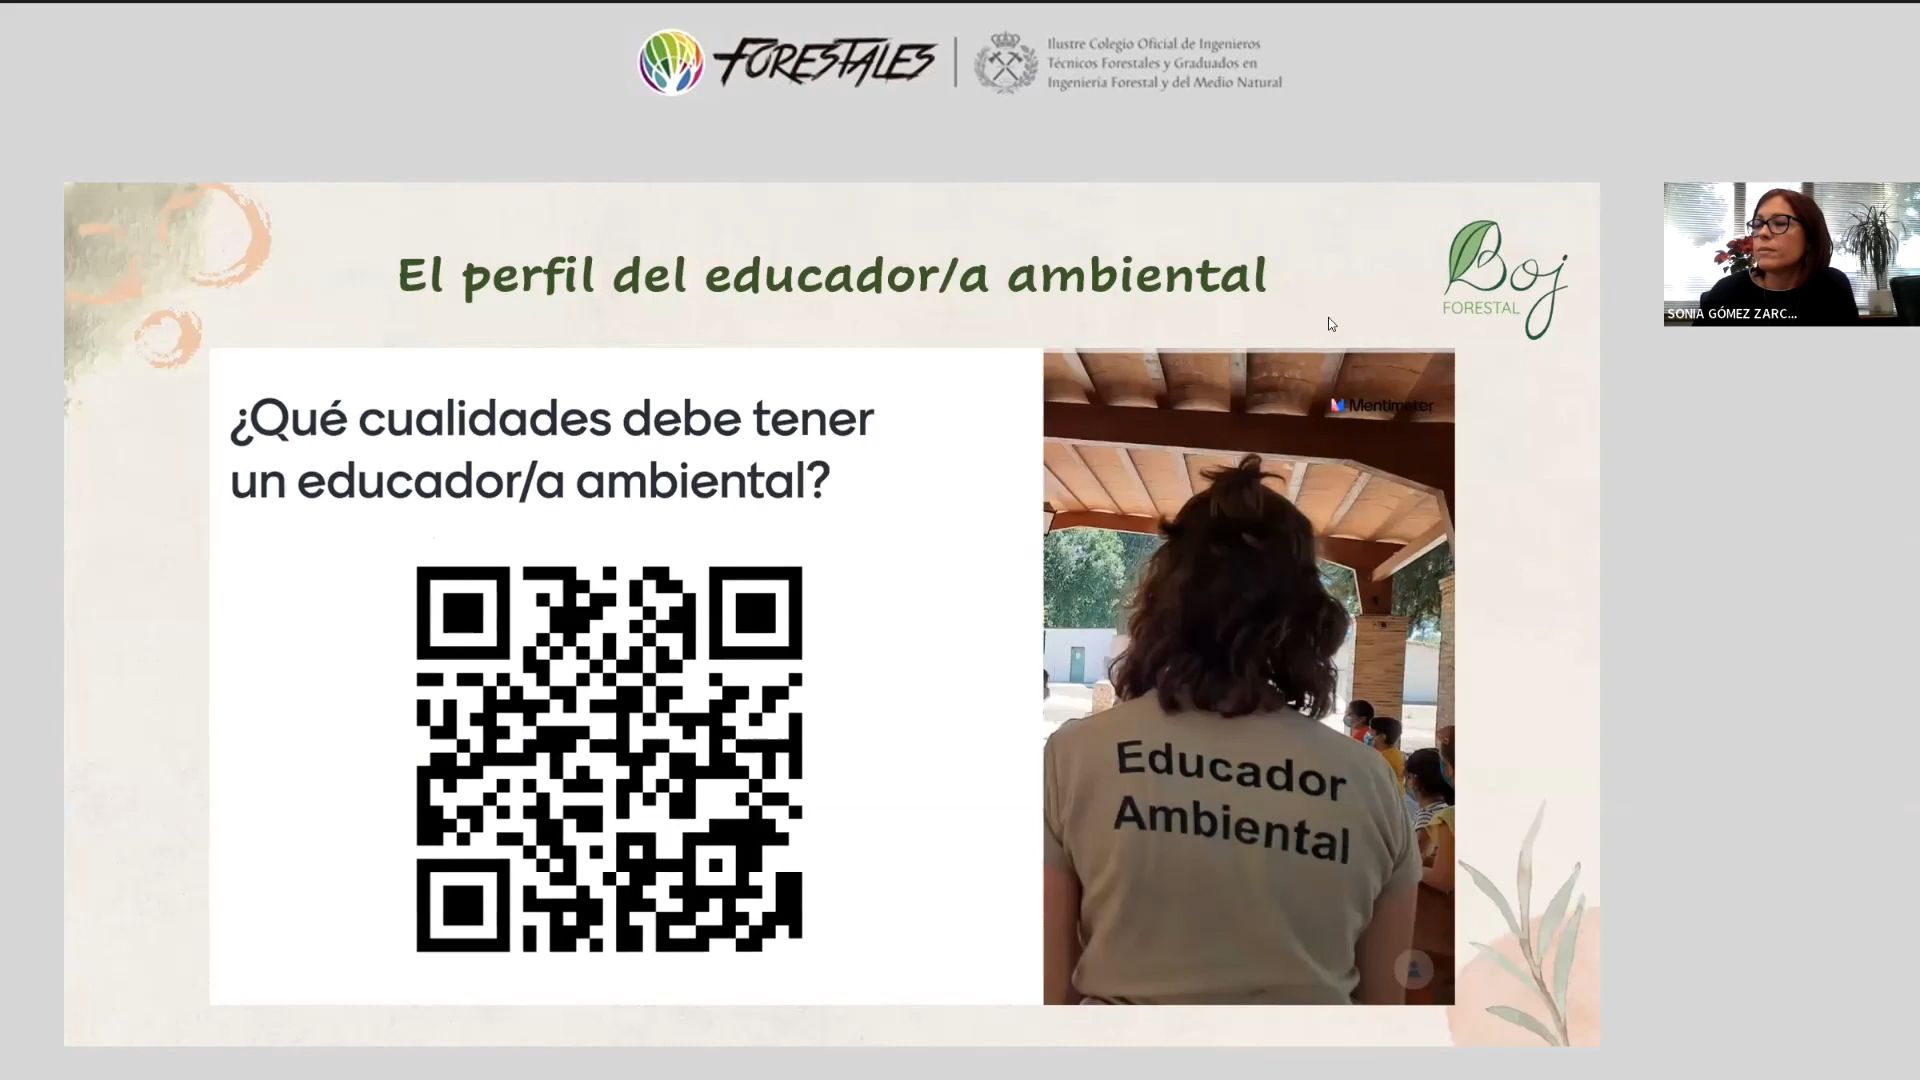 FORESTALES
Ilustre Colegio Oficial de Ingenieros
Técnicos Forestales y Graduados en
Ingeniería Forestal y del Medio Natural
El perfil del educador/a ambiental
Boj
FORESTAL
SONIA GÓMEZ ZARC...
¿Qué cualidades debe tener
un educador/a ambiental?
Mentimeter
Educador
Ambiental